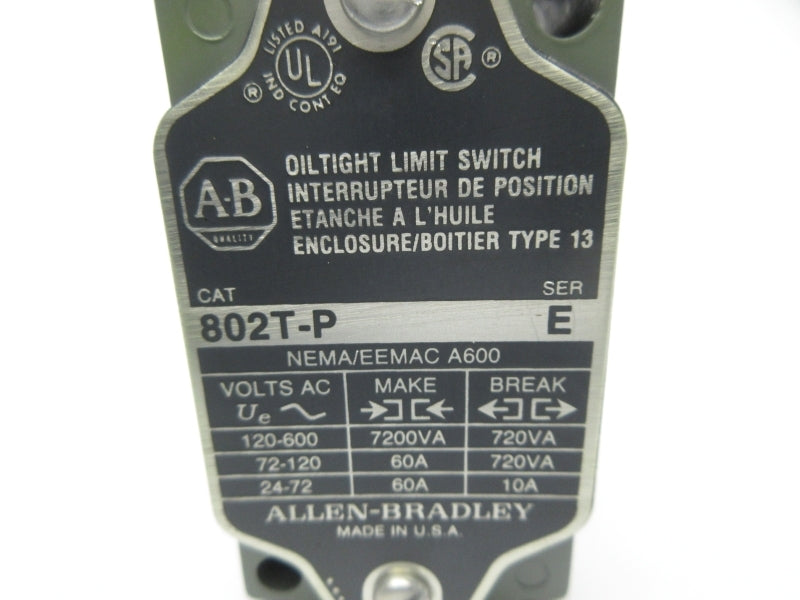 LISTED A191
UL
IND CONT EQ
®
SA ®
A-B
QUALITY
OILTIGHT LIMIT SWITCH
INTERRUPTEUR DE POSITION
ETANCHE A L'HUILE
ENCLOSURE/BOITIER TYPE 13
CAT SER
802T-P E
NEMA/EEMAC A600
VOLTS AC MAKE BREAK
Ue
120-600 7200VA 720VA
72-120 60A 720VA
24-72 60A 10A
ALLEN-BRADLEY
MADE IN U.S.A.